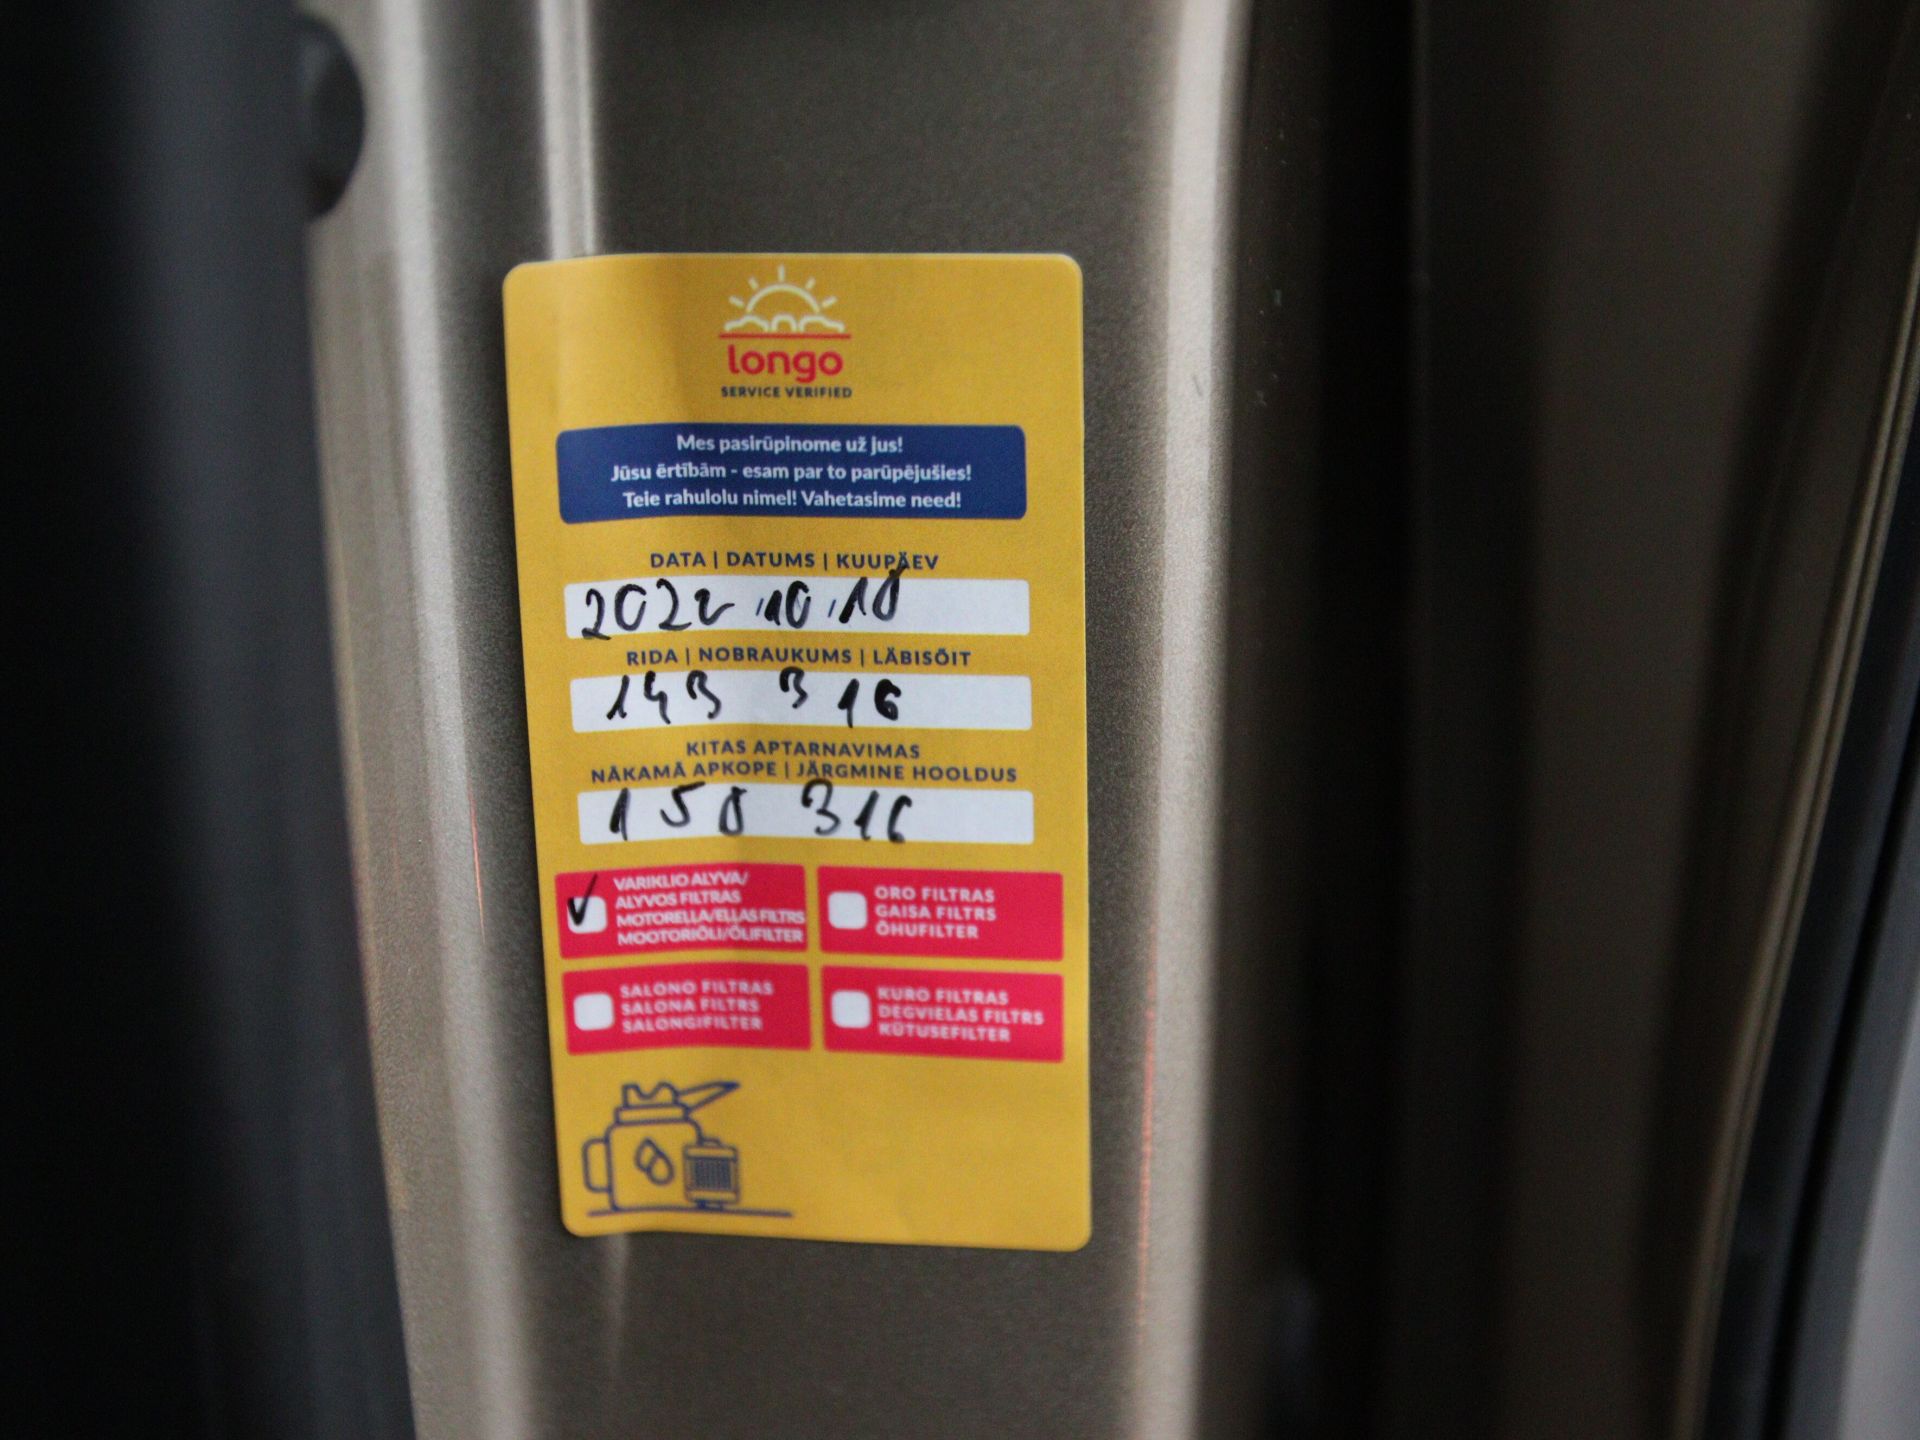 longo
SERVICE VERIFIED
Mes pasirūpinome už jus!
Jūsu ērtībām - esam par to parūpējušies!
Teie rahulolu nimel! Vahetasime need!
DATA | DATUMS | KUUPÄEV
2022.10.10
RIDA | NOBRAUKUMS | LÄBISÕIT
143 316
KITAS APTARNAVIMAS
NĀKAMĀ APKOPE | JÄRGMINE HOOLDUS
158 316
VARIKLIO ALYVA/
ALYVOS FILTRAS
MOTORELLA/ELLAS FILTRS
MOOTORIÕLI/ÕLIFILTER
ORO FILTRAS
GAISA FILTRS
ÕHUFILTER
SALONO FILTRAS
SALONA FILTRS
SALONGIFILTER
KURO FILTRAS
DEGVIELAS FILTRS
KÜTUSEFILTER